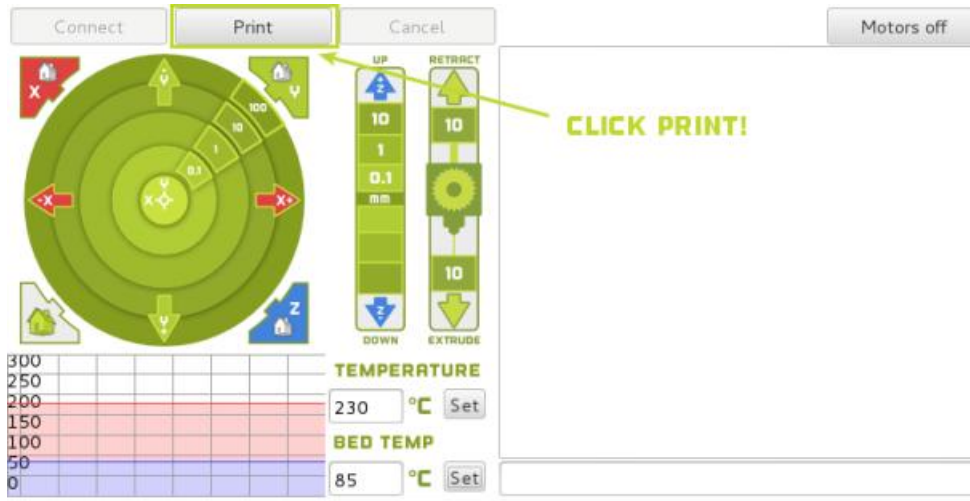 Connect
Print
Cancel
Motors off
UP
RETRACT
X
Y
Y
Z
10
10
100
10
1
0.1
1
0.1
mm
CLICK PRINT!
-X
X
Y
X+
10
Y
Z
Z
DOWN
EXTRUDE
300
250
200
150
100
50
0
TEMPERATURE
230 °C Set
BED TEMP
85 °C Set